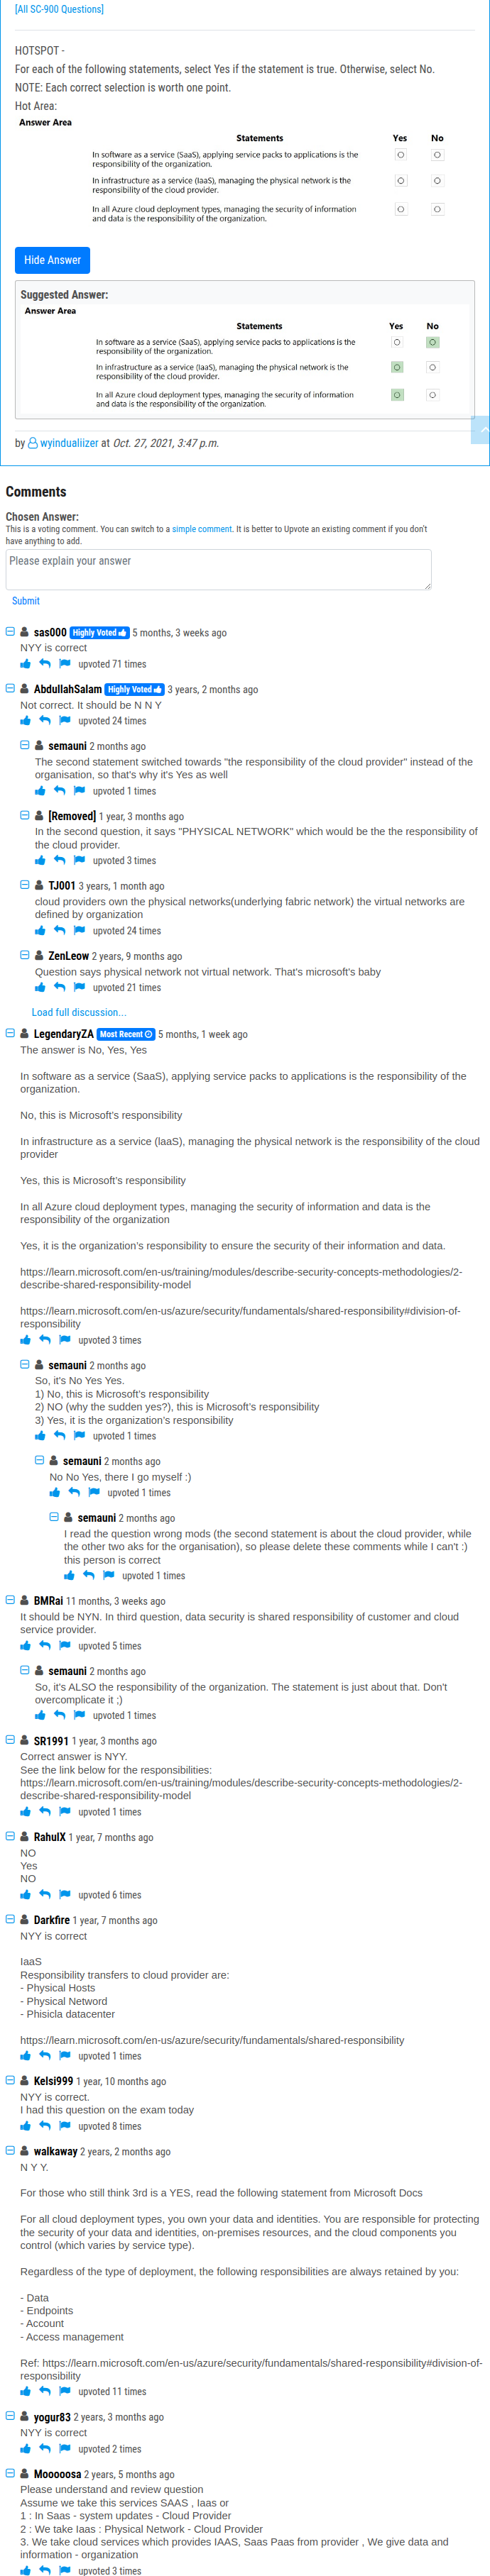 [All SC-900 Questions]
HOTSPOT -
For each of the following statements, select Yes if the statement is true. Otherwise, select No.
NOTE: Each correct selection is worth one point.
Hot Area:
Answer Area
Statements Yes No
In software as a service (SaaS), applying service packs to applications is the
responsibility of the organization.
In infrastructure as a service (IaaS), managing the physical network is the
responsibility of the cloud provider.
In all Azure cloud deployment types, managing the security of information
and data is the responsibility of the organization.
Hide Answer
Suggested Answer:
Answer Area
Statements Yes No
In software as a service (SaaS), applying service packs to applications is the
responsibility of the organization.
In infrastructure as a service (IaaS), managing the physical network is the
responsibility of the cloud provider.
In all Azure cloud deployment types, managing the security of information
and data is the responsibility of the organization.
by wyindualiizer at Oct. 27, 2021, 3:47 p.m.
Comments
Chosen Answer:
This is a voting comment. You can switch to a simple comment. It is better to Upvote an existing comment if you don't
have anything to add.
Please explain your answer
Submit
sas000 Highly Voted 5 months, 3 weeks ago
NYY is correct
upvoted 71 times
AbdullahSalam Highly Voted 3 years, 2 months ago
Not correct. It should be N N Y
upvoted 24 times
semauni 2 months ago
The second statement switched towards "the responsibility of the cloud provider" instead of the
organisation, so that's why it's Yes as well
upvoted 1 times
[Removed] 1 year, 3 months ago
In the second question, it says "PHYSICAL NETWORK" which would be the the responsibility of
the cloud provider.
upvoted 3 times
TJ001 3 years, 1 month ago
cloud providers own the physical networks(underlying fabric network) the virtual networks are
defined by organization
upvoted 24 times
ZenLeow 2 years, 9 months ago
Question says physical network not virtual network. That's microsoft's baby
upvoted 21 times
Load full discussion...
LegendaryZA Most Recent 5 months, 1 week ago
The answer is No, Yes, Yes
In software as a service (SaaS), applying service packs to applications is the responsibility of the
organization.
No, this is Microsoft's responsibility
In infrastructure as a service (IaaS), managing the physical network is the responsibility of the cloud
provider
Yes, this is Microsoft's responsibility
In all Azure cloud deployment types, managing the security of information and data is the
responsibility of the organization
Yes, it is the organization's responsibility to ensure the security of their information and data.
https://learn.microsoft.com/en-us/training/modules/describe-security-concepts-methodologies/2-
describe-shared-responsibility-model
https://learn.microsoft.com/en-us/azure/security/fundamentals/shared-responsibility#division-of-
responsibility
upvoted 3 times
semauni 2 months ago
So, it's No Yes Yes.
1) No, this is Microsoft's responsibility
2) NO (why the sudden yes?), this is Microsoft's responsibility
3) Yes, it is the organization's responsibility
upvoted 1 times
semauni 2 months ago
No No Yes, there I go myself :)
upvoted 1 times
semauni 2 months ago
I read the question wrong mods (the second statement is about the cloud provider, while
the other two aks for the organisation), so please delete these comments while I can't :)
this person is correct
upvoted 1 times
BMRai 11 months, 3 weeks ago
It should be NYN. In third question, data security is shared responsibility of customer and cloud
service provider.
upvoted 5 times
semauni 2 months ago
So, it's ALSO the responsibility of the organization. The statement is just about that. Don't
overcomplicate it ;)
upvoted 1 times
SR1991 1 year, 3 months ago
Correct answer is NYY.
See the link below for the responsibilities:
https://learn.microsoft.com/en-us/training/modules/describe-security-concepts-methodologies/2-
describe-shared-responsibility-model
upvoted 1 times
RahulX 1 year, 7 months ago
NO
Yes
NO
upvoted 6 times
Darkfire 1 year, 7 months ago
NYY is correct
IaaS
Responsibility transfers to cloud provider are:
- Physical Hosts
- Physical Netword
- Phisicla datacenter
https://learn.microsoft.com/en-us/azure/security/fundamentals/shared-responsibility
upvoted 1 times
Kelsi999 1 year, 10 months ago
NYY is correct.
I had this question on the exam today
upvoted 8 times
walkaway 2 years, 2 months ago
N Y Y.
For those who still think 3rd is a YES, read the following statement from Microsoft Docs
For all cloud deployment types, you own your data and identities. You are responsible for protecting
the security of your data and identities, on-premises resources, and the cloud components you
control (which varies by service type).
Regardless of the type of deployment, the following responsibilities are always retained by you:
- Data
- Endpoints
- Account
- Access management
Ref: https://learn.microsoft.com/en-us/azure/security/fundamentals/shared-responsibility#division-of-
responsibility
upvoted 11 times
yogur83 2 years, 3 months ago
NYY is correct
upvoted 2 times
Mooooosa 2 years, 5 months ago
Please understand and review question
Assume we take this services SAAS , Iaas or
1 : In Saas - system updates - Cloud Provider
2 : We take Iaas : Physical Network - Cloud Provider
3. We take cloud services which provides IAAS, Saas Paas from provider , We give data and
information - organization
upvoted 3 times